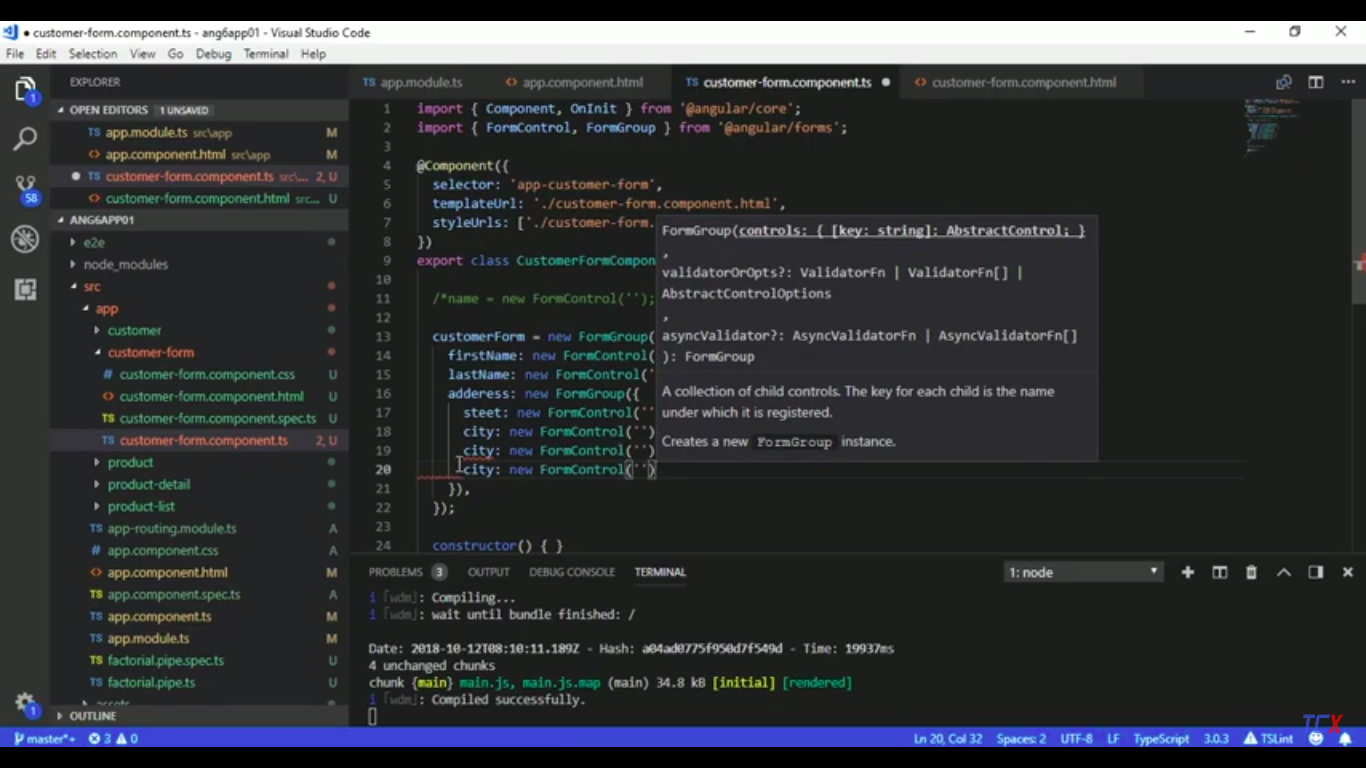 customer-form.component.ts - ang6app01 - Visual Studio Code
File Edit Selection View Go Debug Terminal Help
EXPLORER
OPEN EDITORS 1 UNSAVED
TS app.module.ts src\app M
<> app.component.html src\app M
TS customer-form.component.ts src\... 2, U
<> customer-form.component.html src... U
ANG6APP01
e2e
node_modules
src
app
customer
customer-form
# customer-form.component.css U
<> customer-form.component.html U
TS customer-form.component.spec.ts U
TS customer-form.component.ts 2, U
product
product-detail
product-list
TS app-routing.module.ts A
# app.component.css A
<> app.component.html M
TS app.component.spec.ts A
TS app.component.ts M
TS app.module.ts M
TS factorial.pipe.spec.ts U
TS factorial.pipe.ts U
assets
OUTLINE
1
58
1
TS app.module.ts <> app.component.html TS customer-form.component.ts <> customer-form.component.html
1 import { Component, OnInit } from '@angular/core';
2 import { FormControl, FormGroup } from '@angular/forms';
3
4 @Component({
5 selector: 'app-customer-form',
6 templateUrl: './customer-form.component.html',
7 styleUrls: ['./customer-form.
8 })
9 export class CustomerFormCompon
10
11 /*name = new FormControl('');
12
13 customerForm = new FormGroup(
14 firstName: new FormControl(
15 lastName: new FormControl('
16 adderess: new FormGroup({
17 steet: new FormControl(''
18 city: new FormControl('')
19 city: new FormControl('')
20 city: new FormControl('')
21 }),
22 });
23
24 constructor() { }
FormGroup(controls: { [key: string]: AbstractControl; }
,
validatorOrOpts?: ValidatorFn | ValidatorFn[] |
AbstractControlOptions
,
asyncValidator?: AsyncValidatorFn | AsyncValidatorFn[]
): FormGroup
A collection of child controls. The key for each child is the name
under which it is registered.
Creates a new FormGroup instance.
PROBLEMS 3 OUTPUT DEBUG CONSOLE TERMINAL 1: node
i ｢wdm｣: Compiling...
i ｢wdm｣: wait until bundle finished: /
Date: 2018-10-12T08:10:11.189Z - Hash: a04ad0775f950d7f549d - Time: 19937ms
4 unchanged chunks
chunk {main} main.js, main.js.map (main) 34.8 kB [initial] [rendered]
i ｢wdm｣: Compiled successfully.
TCX
master*+ 3 0 Ln 20, Col 32 Spaces: 2 UTF-8 LF TypeScript 3.0.3 TSLint